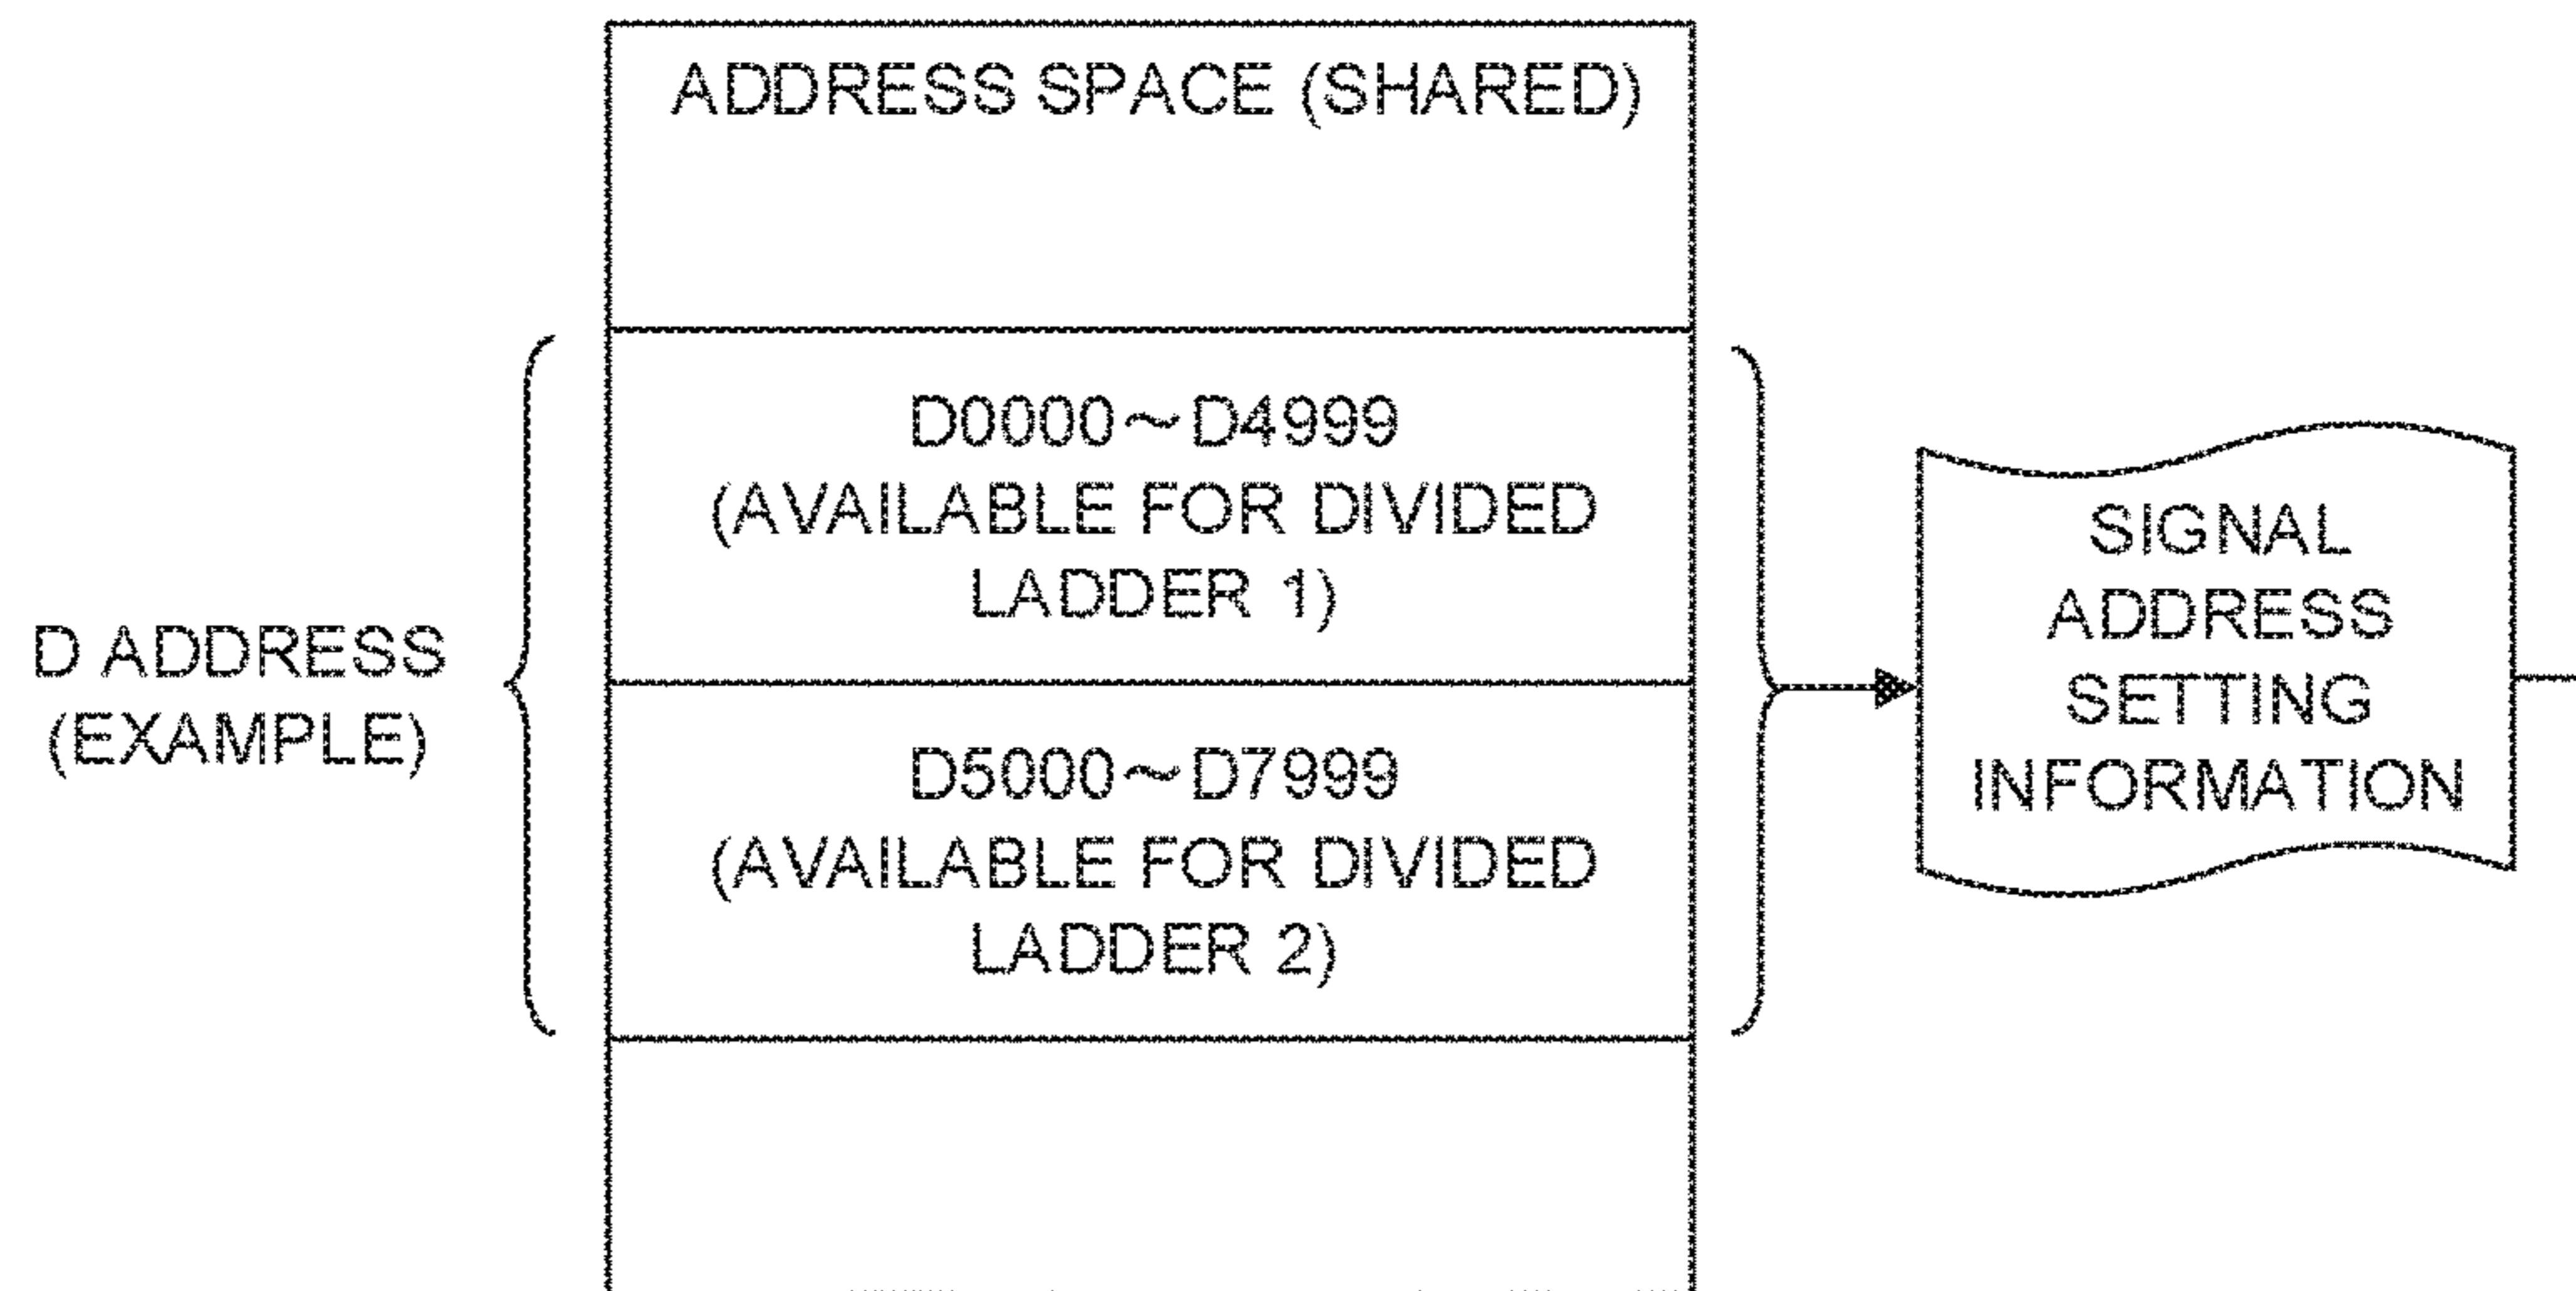 ADDRESS SPACE (SHARED)
D0000～D4999
(AVAILABLE FOR DIVIDED
LADDER 1)
D ADDRESS
(EXAMPLE)
D5000～D7999
(AVAILABLE FOR DIVIDED
LADDER 2)
SIGNAL
ADDRESS
SETTING
INFORMATION